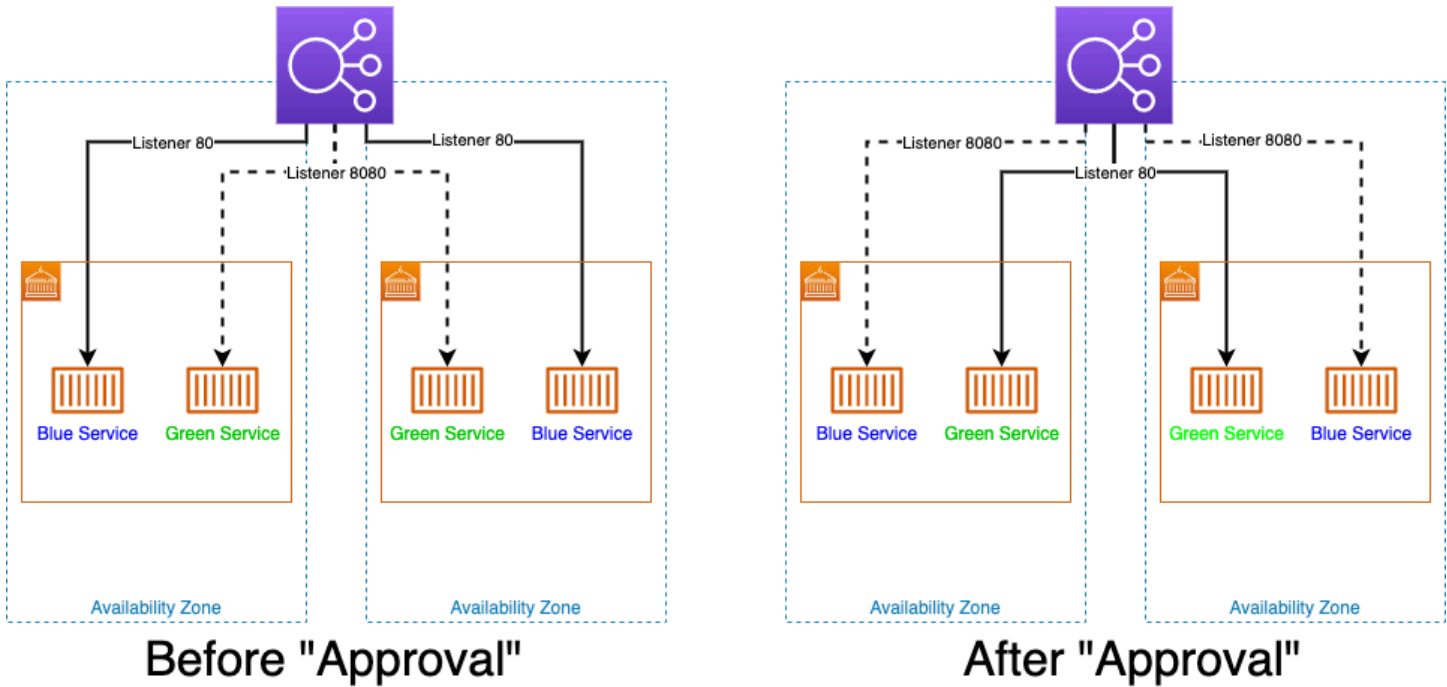 Listener 80
Listener 80
Listener 8080
Blue Service
Green Service
Green Service
Blue Service
Availability Zone
Availability Zone
Before "Approval"
Listener 8080
Listener 8080
Listener 80
Blue Service
Green Service
Green Service
Blue Service
Availability Zone
Availability Zone
After "Approval"